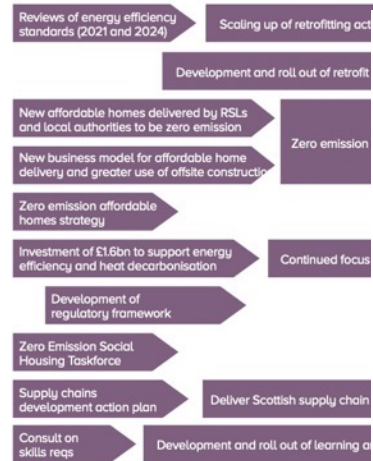 Reviews of energy efficiency
standards (2021 and 2024)
Scaling up of retrofitting act
Development and roll out of retrofit
New affordable homes delivered by RSLs
and local authorities to be zero emission
Zero emission
New business model for affordable home
delivery and greater use of offsite constructio
Zero emission affordable
homes strategy
Investment of £1.6bn to support energy
efficiency and heat decarbonisation
Continued focus
Development of
regulatory framework
Zero Emission Social
Housing Taskforce
Supply chains
development action plan
Deliver Scottish supply chain
Consult on
skills reqs
Development and roll out of learning an